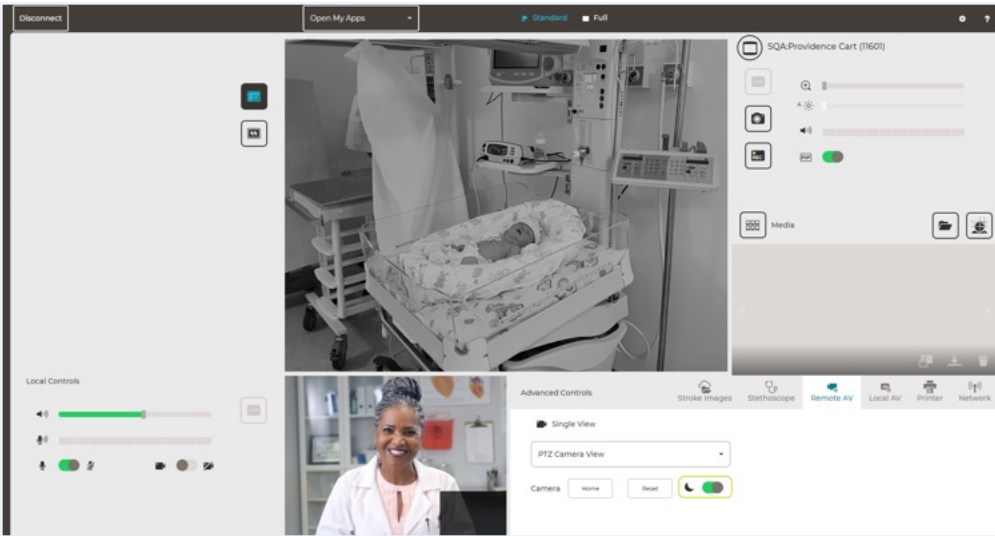 Disconnect
Open My Apps
Standard
Full
?
SQA:Providence Cart (11601)
A
PIP
Media
Local Controls
Advanced Controls
Stroke Images
Stethoscope
Remote AV
Local AV
Printer
Network
Single View
PTZ Camera View
Camera
Home
Reset